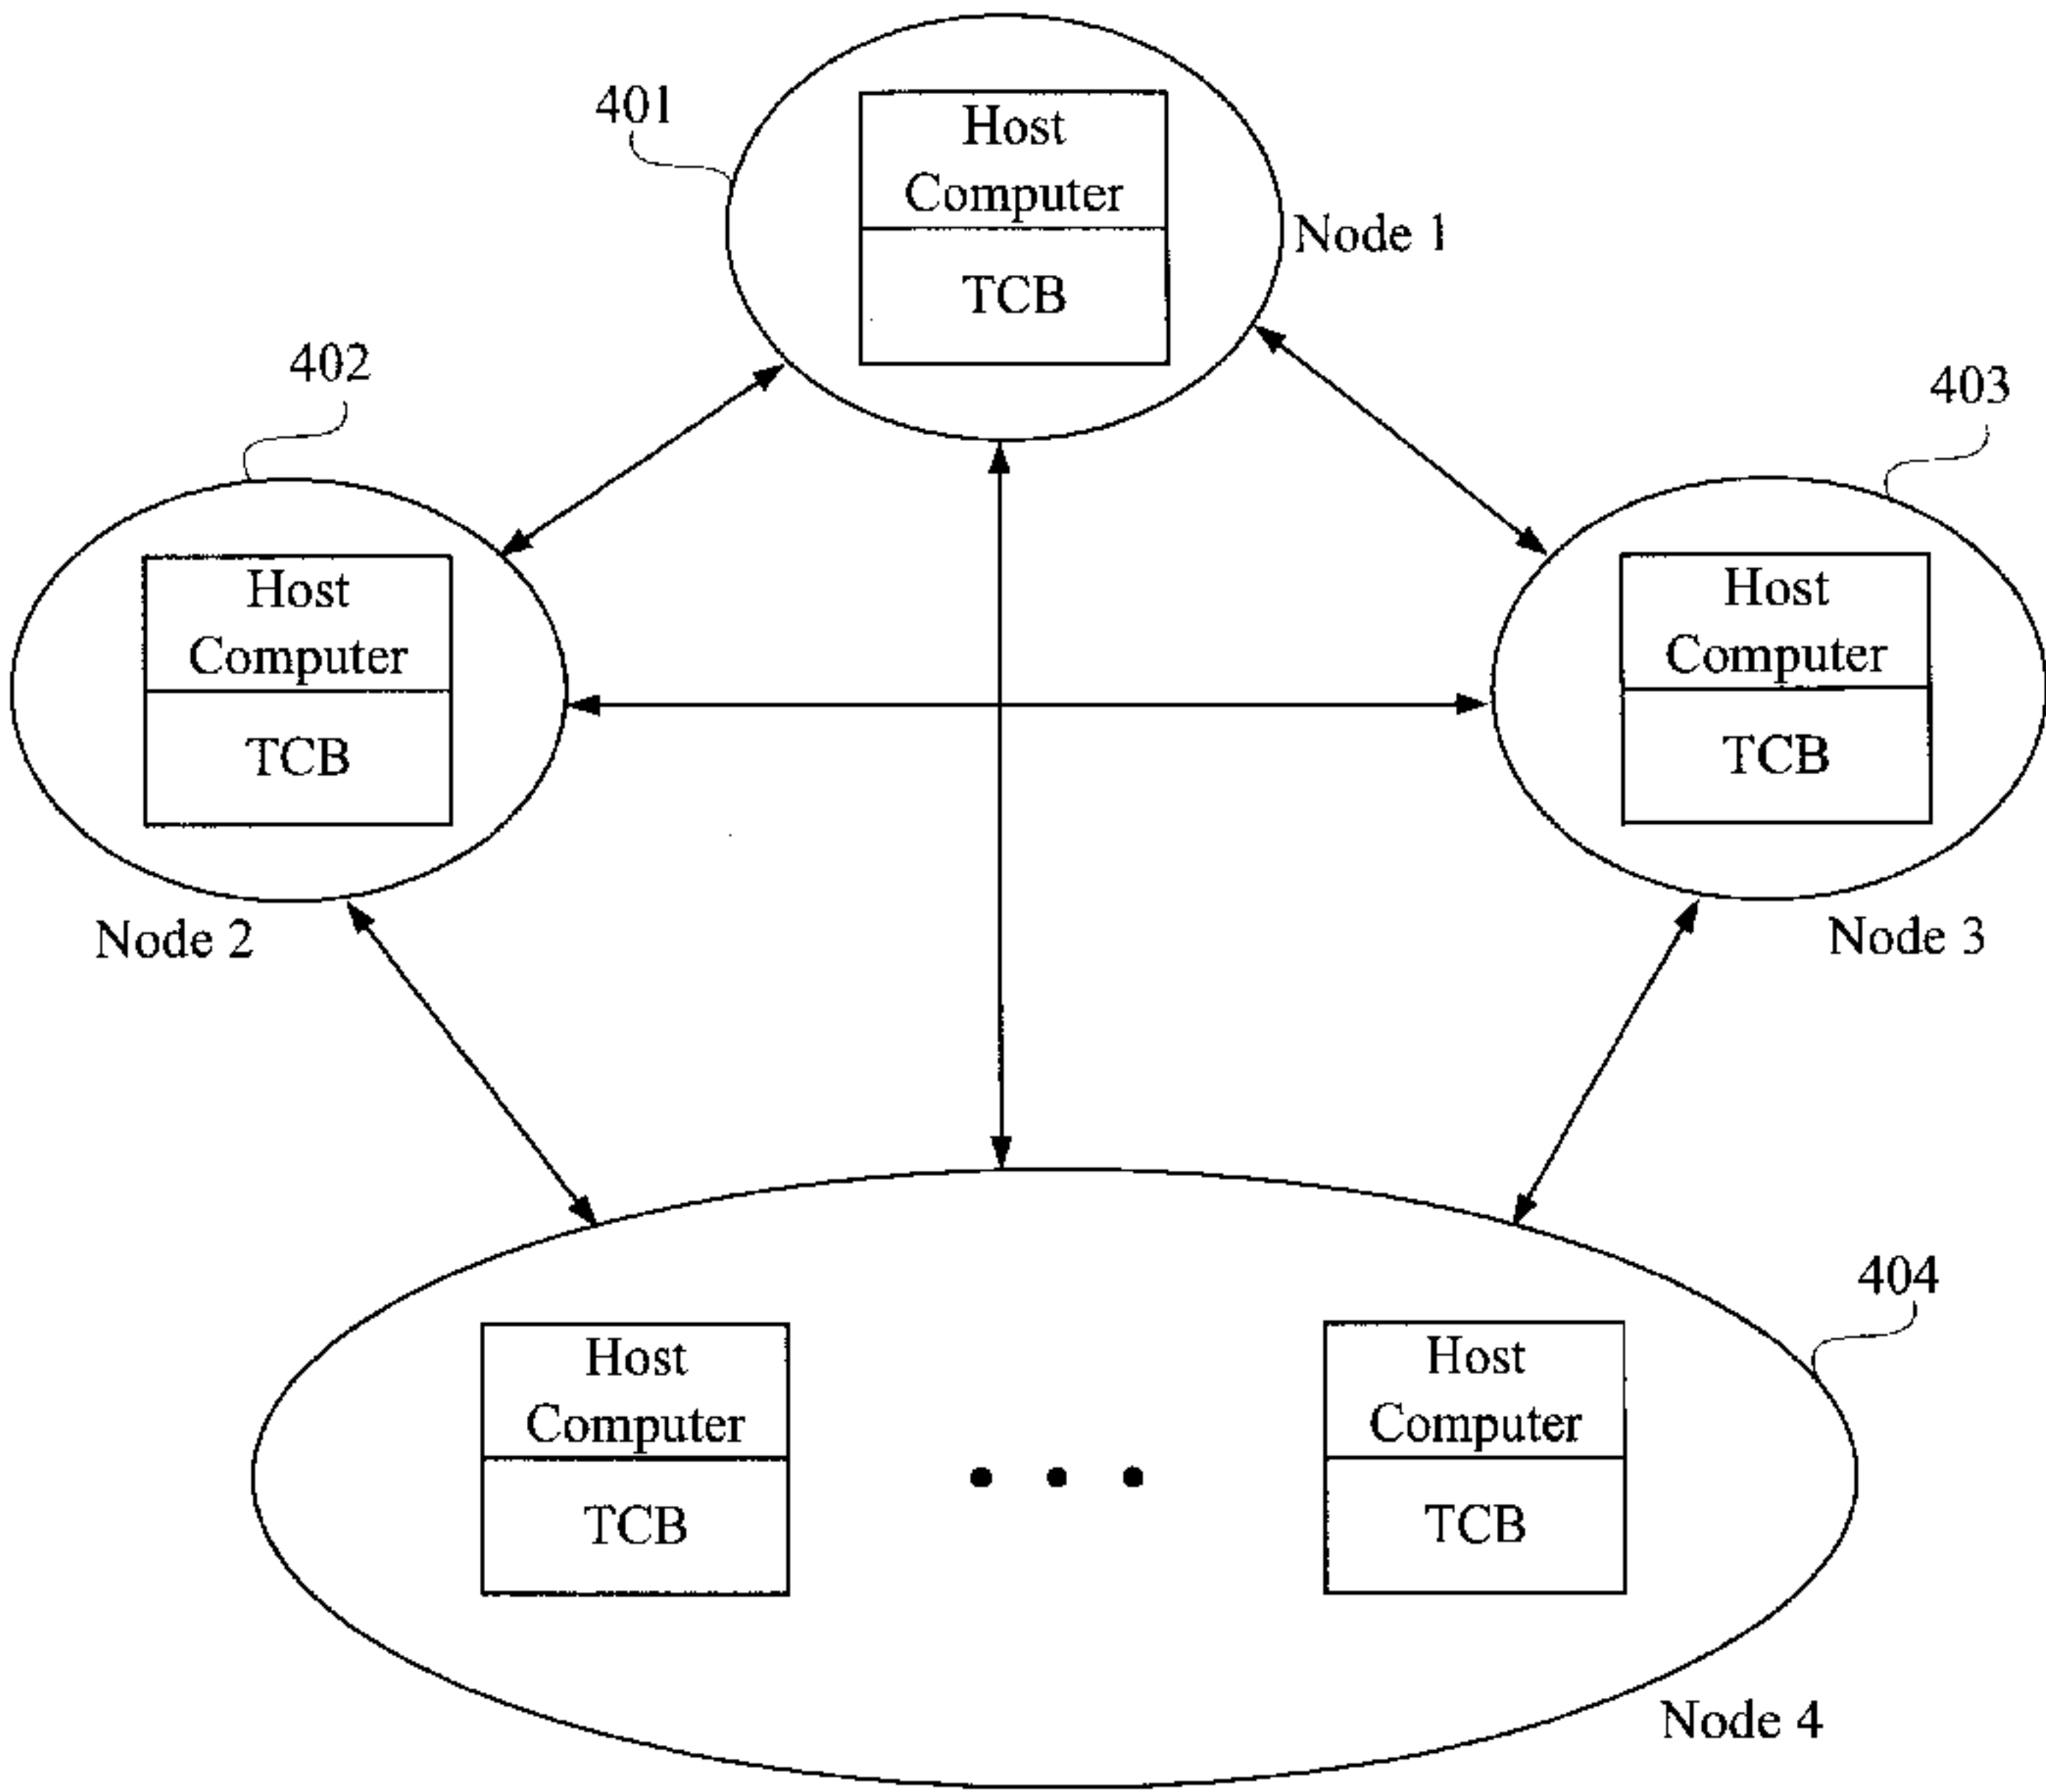 401
Host
Computer
TCB
Node 1
402
Host
Computer
TCB
Node 2
403
Host
Computer
TCB
Node 3
404
Host
Computer
TCB
Host
Computer
TCB
Node 4